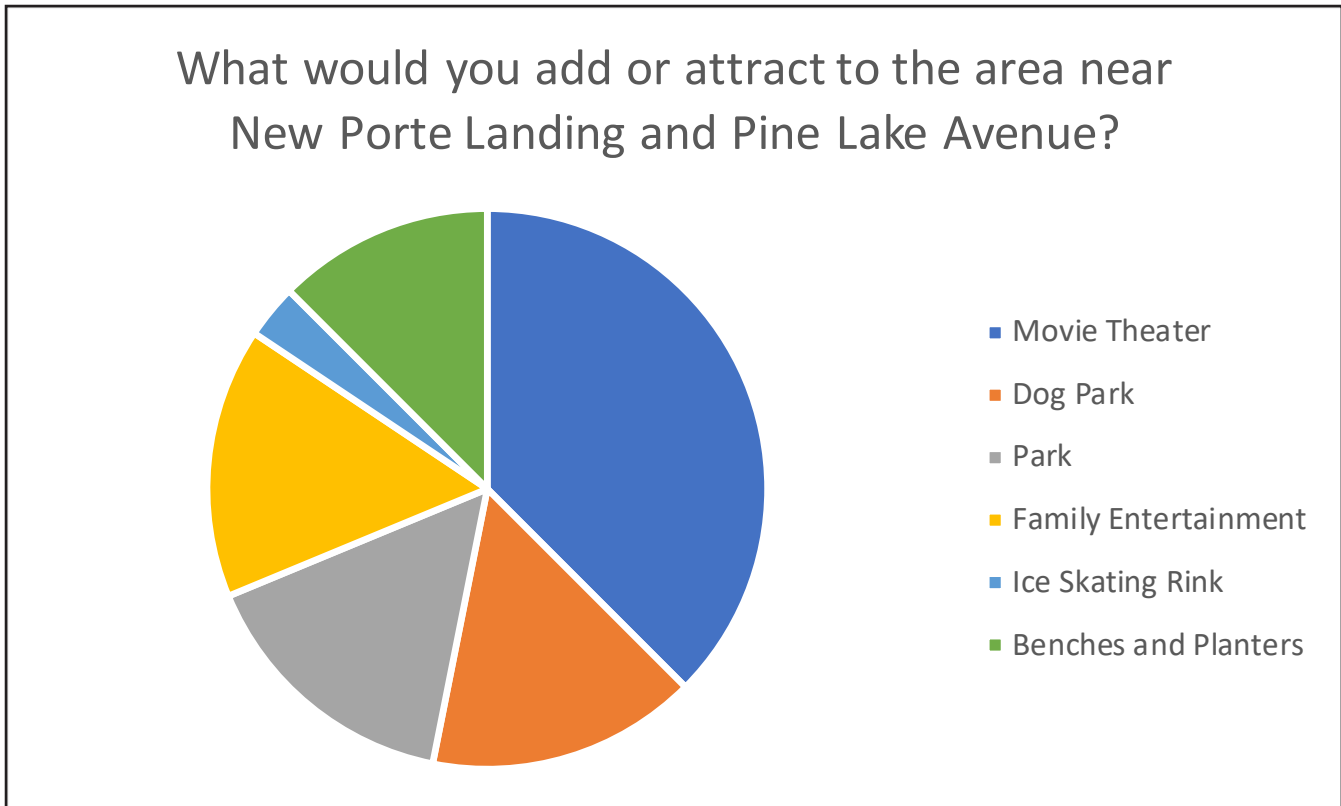 What would you add or attract to the area near
New Porte Landing and Pine Lake Avenue?
Movie Theater
Dog Park
Park
Family Entertainment
Ice Skating Rink
Benches and Planters